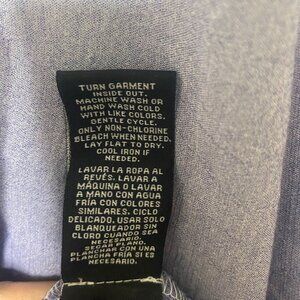 TURN GARMENT
INSIDE OUT.
MACHINE WASH OR
HAND WASH COLD
WITH LIKE COLORS.
GENTLE CYCLE.
ONLY NON-CHLORINE
BLEACH WHEN NEEDED.
LAY FLAT TO DRY.
COOL IRON IF
NEEDED.
LAVAR LA ROPA AL
REVÉS. LAVAR A
MÁQUINA O LAVAR
A MANO CON AGUA
FRÍA CON COLORES
SIMILARES. CICLO
DELICADO. USAR SOLO
BLANQUEADOR SIN
CLORO CUANDO SEA
NECESARIO.
SECAR PLANO.
PLANCHAR CON UNA
PLANCHA FRÍA SI ES
NECESARIO.